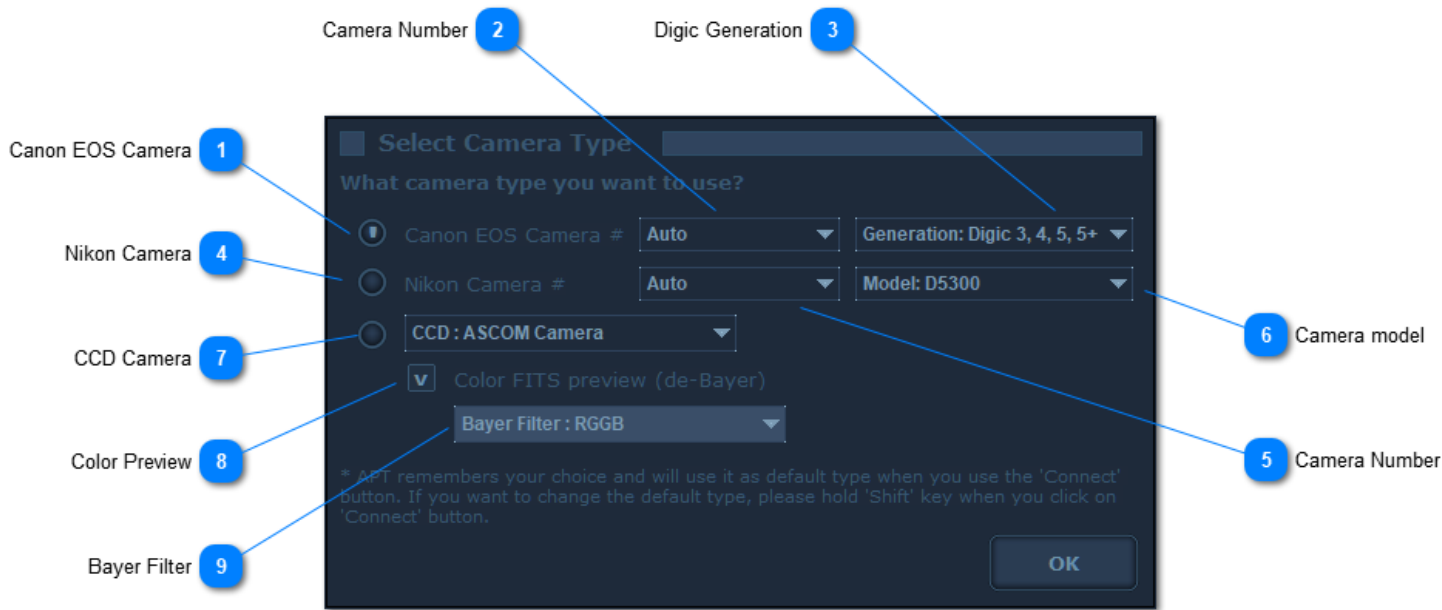 Camera Number 2
Digic Generation 3
Canon EOS Camera 1
Select Camera Type
What camera type you want to use?
Canon EOS Camera # Auto Generation: Digic 3, 4, 5, 5+
Nikon Camera 4
Nikon Camera # Auto Model: D5300
CCD : ASCOM Camera
6 Camera model
CCD Camera 7
v Color FITS preview (de-Bayer)
Bayer Filter : RGGB
Color Preview 8
5 Camera Number
* APT remembers your choice and will use it as default type when you use the 'Connect'
button. If you want to change the default type, please hold 'Shift' key when you click on
'Connect' button.
Bayer Filter 9
OK